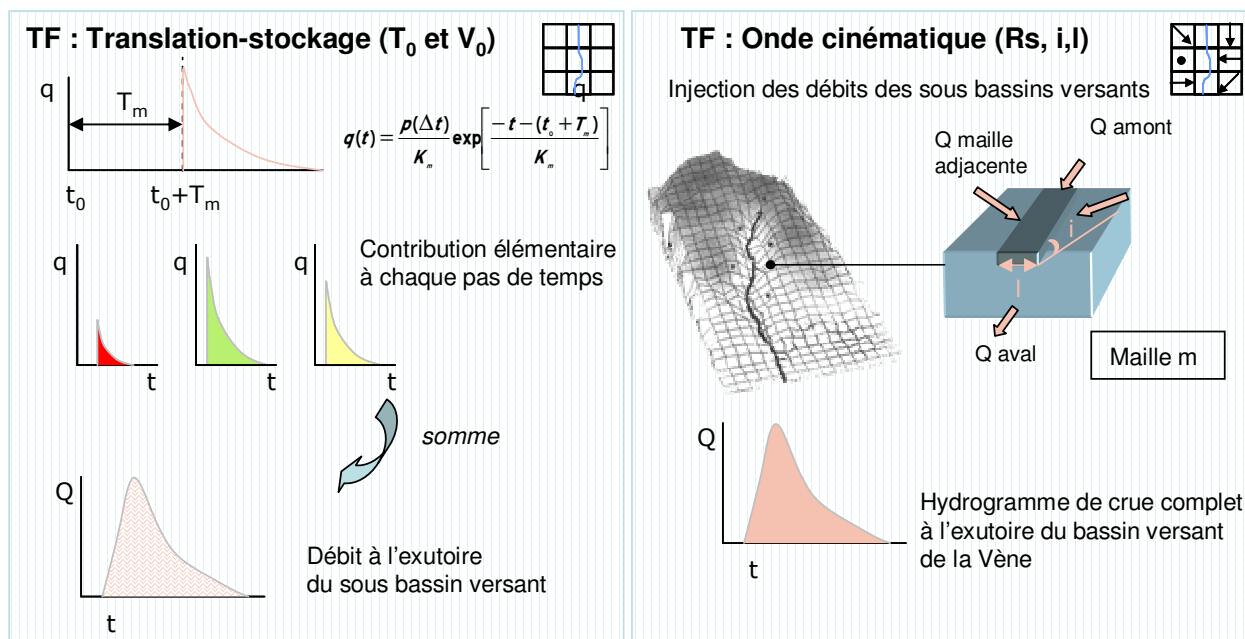 TF : Translation-stockage (T₀ et V₀)
q
Tₘ
t₀
t₀+Tₘ
q(t) = p(Δt)/Kₘ exp[(-t-(t₀+Tₘ))/Kₘ]
q
Contribution élémentaire
à chaque pas de temps
q
q
q
t
t
t
somme
Q
Débit à l'exutoire
du sous bassin versant
t
TF : Onde cinématique (Rs, i,l)
Injection des débits des sous bassins versants
Q amont
Q maille
adjacente
i
l
Q aval
Maille m
Q
Hydrogramme de crue complet
à l'exutoire du bassin versant
de la Vène
t